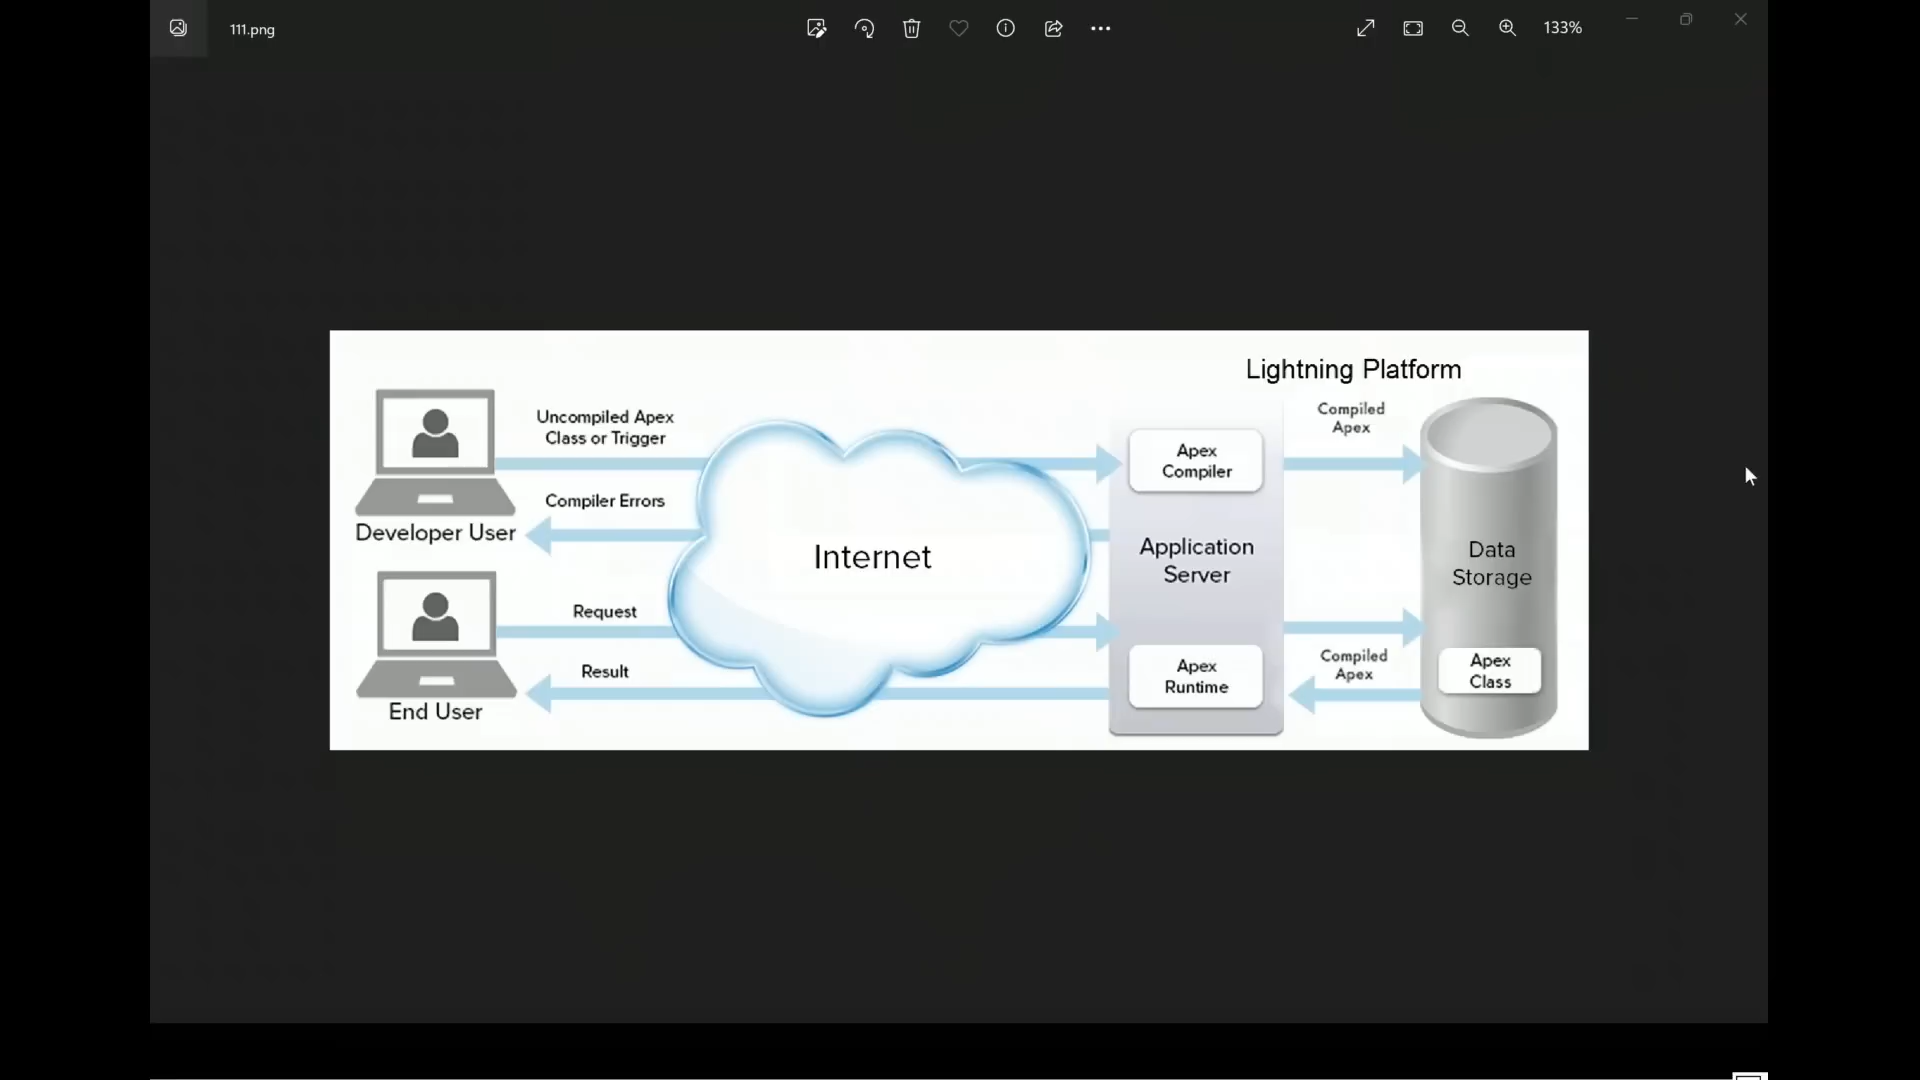 111.png
133%
Lightning Platform
Uncompiled Apex
Class or Trigger
Compiled
Apex
Apex
Compiler
Compiler Errors
Developer User
Internet
Application
Server
Data
Storage
Request
Compiled
Apex
Result
Apex
Runtime
Apex
Class
End User